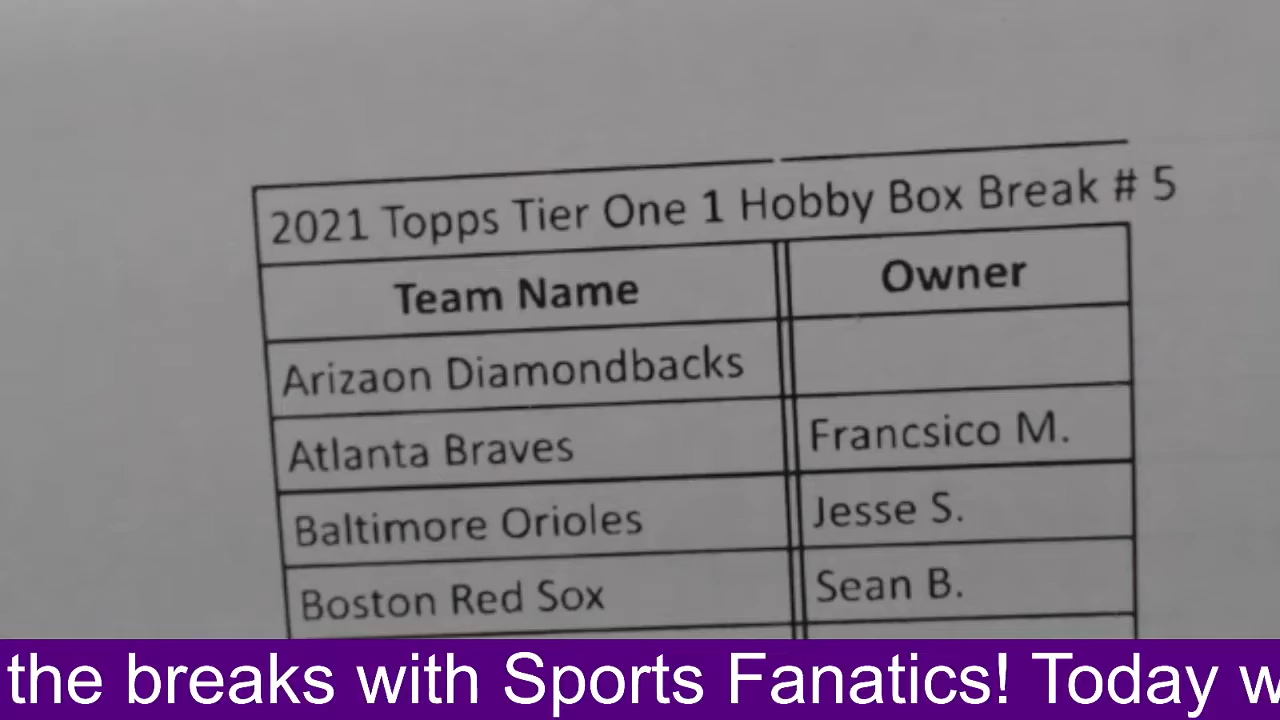 2021 Topps Tier One 1 Hobby Box Break # 5
Team Name Owner
Arizaon Diamondbacks
Atlanta Braves Francsico M.
Baltimore Orioles Jesse S.
Boston Red Sox Sean B.
the breaks with Sports Fanatics! Today w